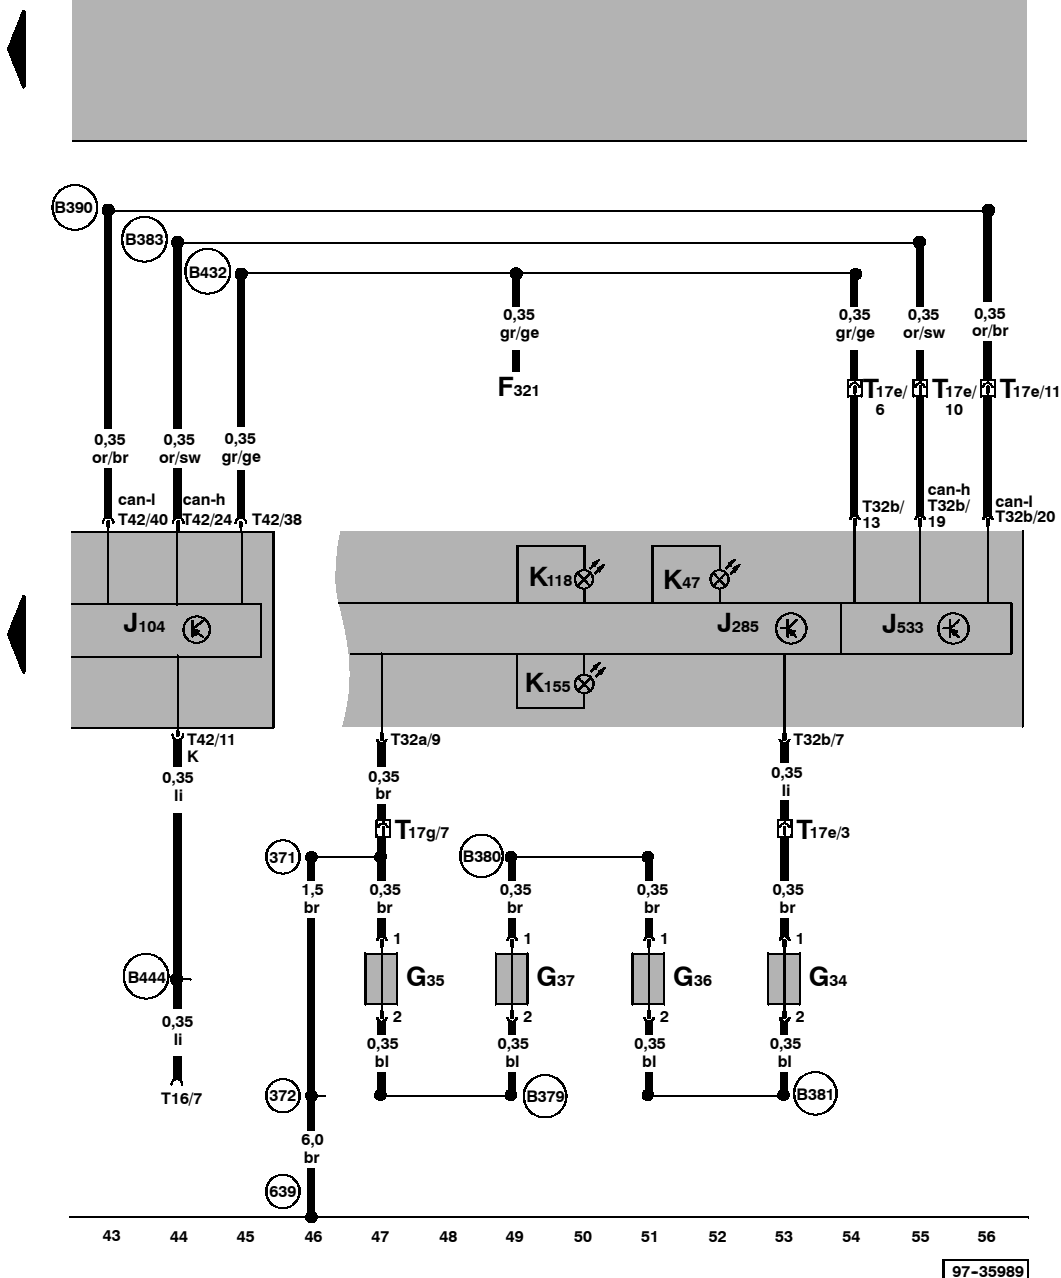 B390
B383
B432
0,35
gr/ge
F321
0,35
gr/ge
0,35
or/sw
0,35
or/br
T17e/
6
T17e/
10
T17e/11
0,35
or/br
0,35
or/sw
0,35
gr/ge
can-l
T42/40
can-h
T42/24
T42/38
T32b/
13
can-h
T32b/
19
can-l
T32b/20
K118
K47
J104
J285
J533
K155
T42/11
K
T32a/9
T32b/7
0,35
li
0,35
br
0,35
li
T17g/7
T17e/3
371
B380
1,5
br
0,35
br
0,35
br
0,35
br
0,35
br
1
1
1
1
B444
G35
G37
G36
G34
2
2
2
2
0,35
li
0,35
bl
0,35
bl
0,35
bl
0,35
bl
T16/7
372
B379
B381
6,0
br
639
43 44 45 46 47 48 49 50 51 52 53 54 55 56
97-35989